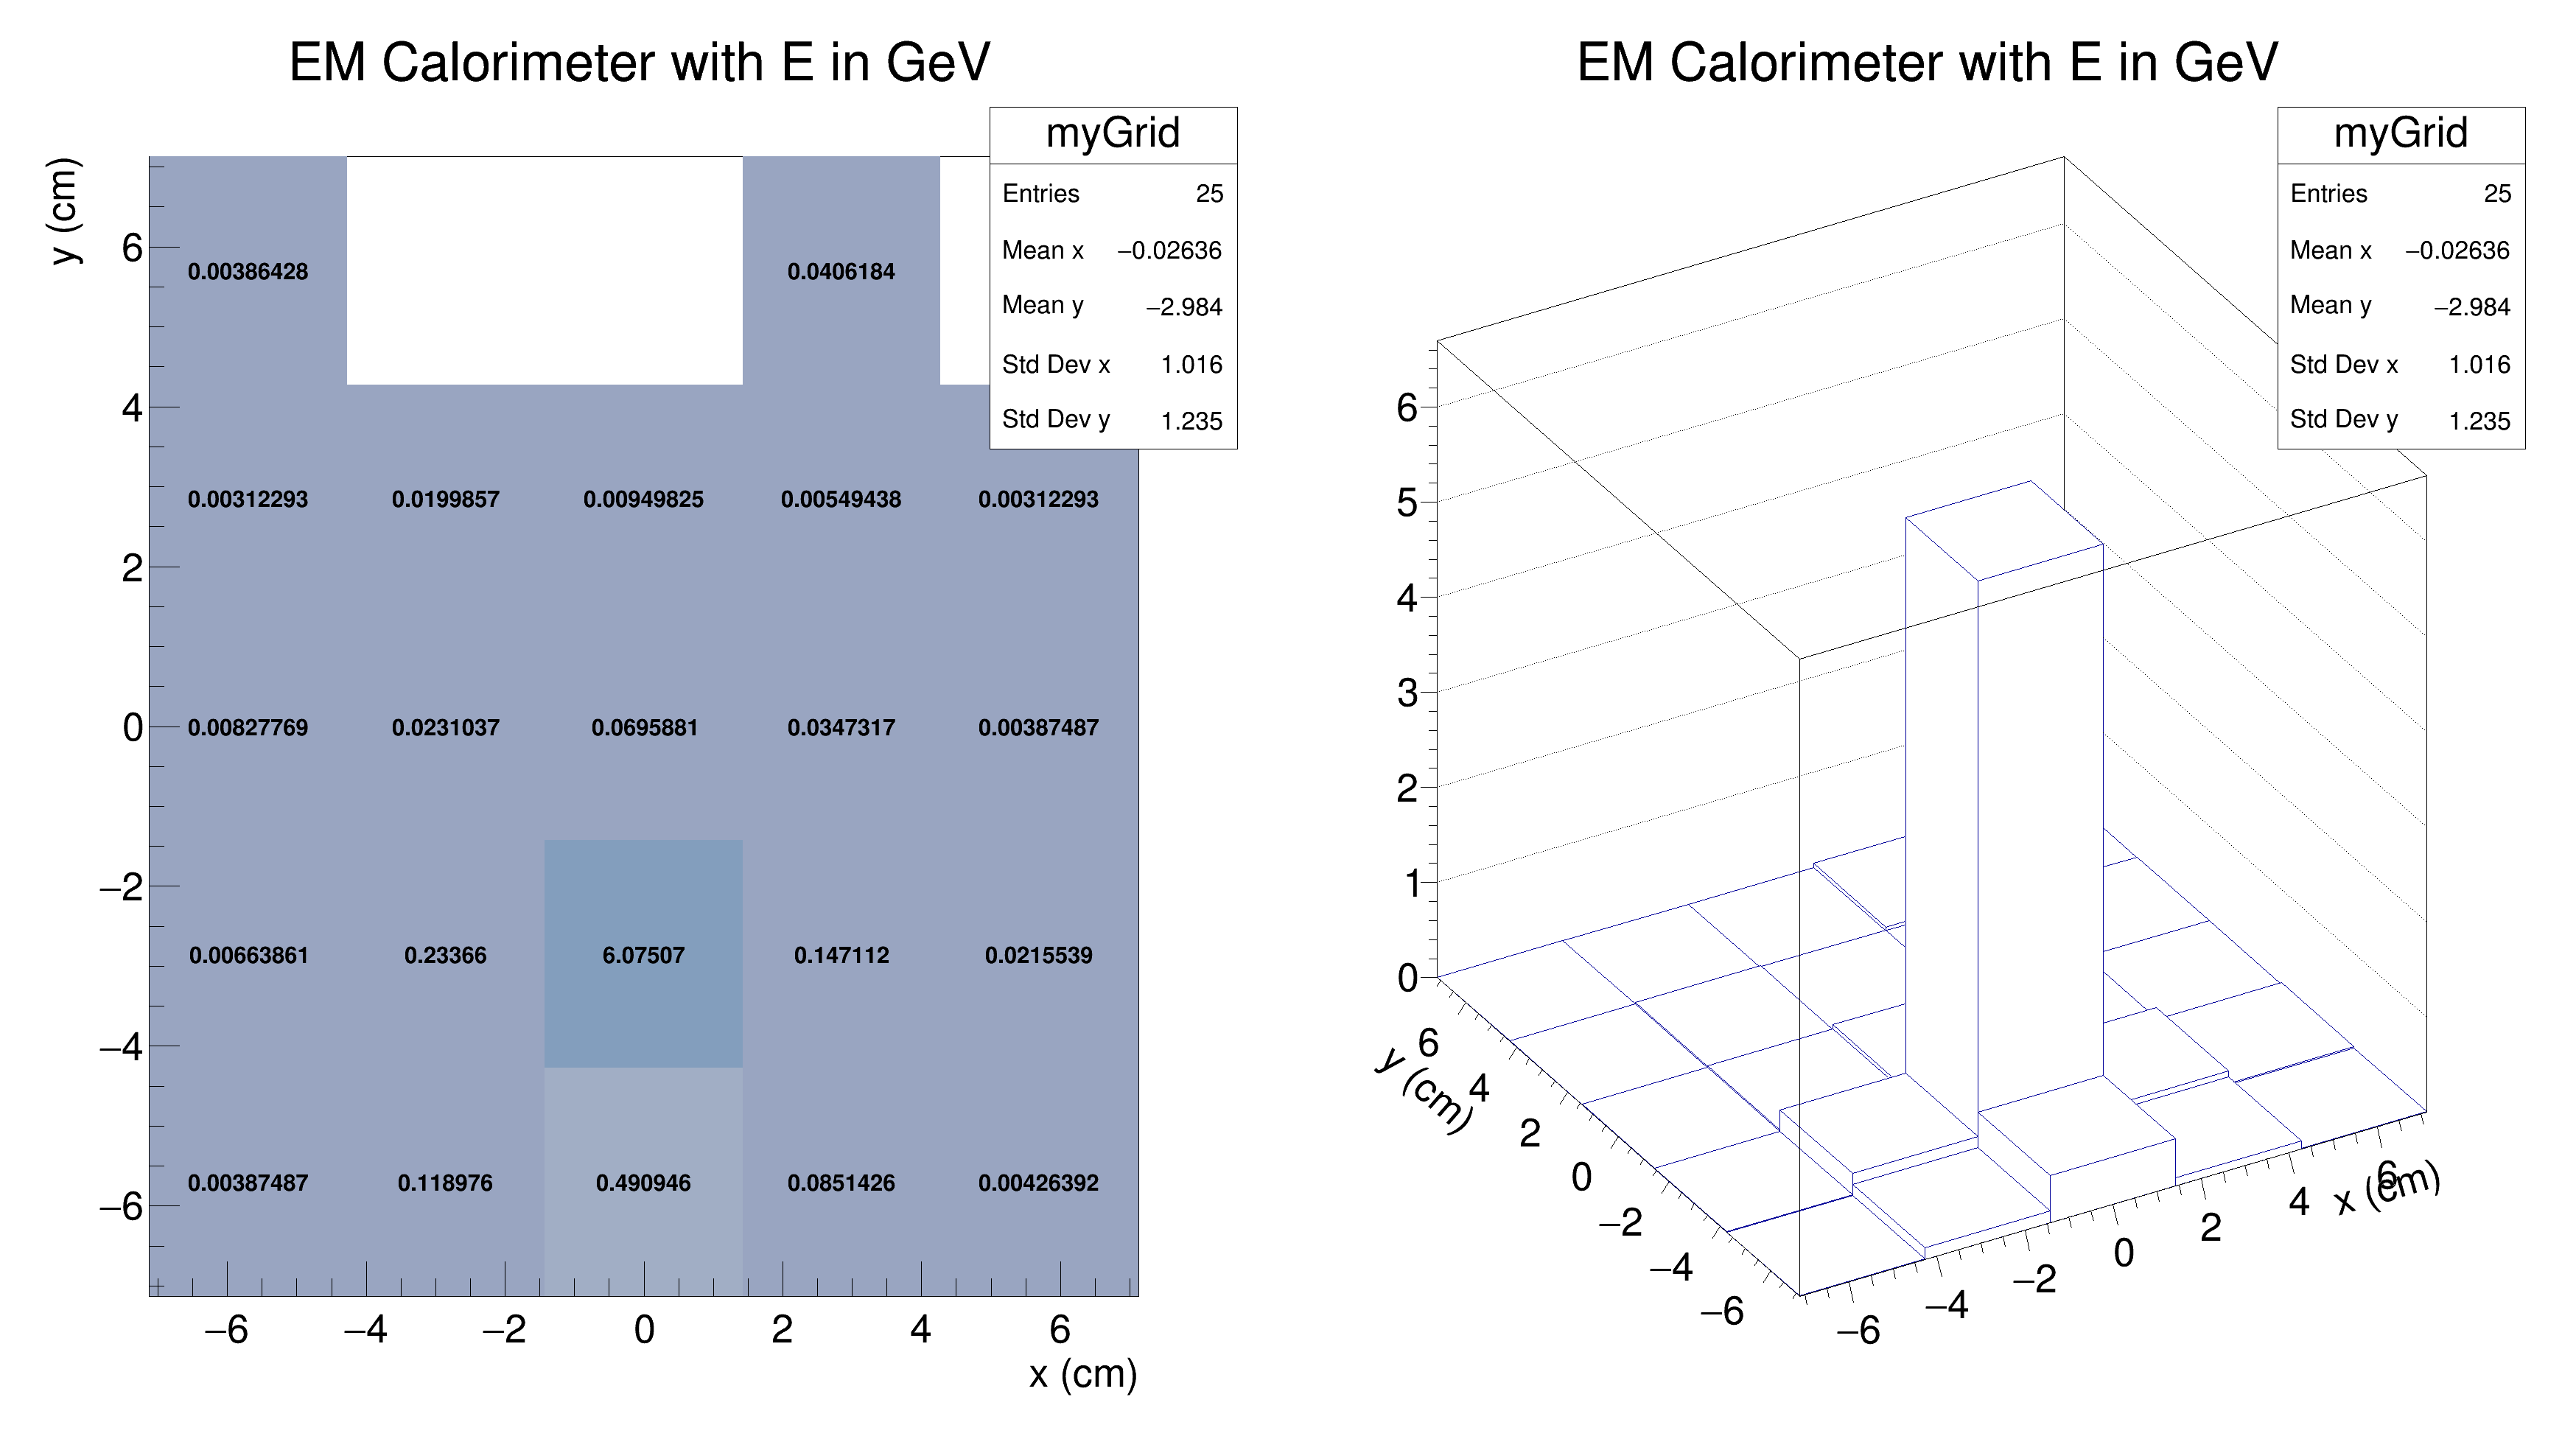 EM Calorimeter with E in GeV
myGrid
Entries 25
Mean x −0.02636
Mean y −2.984
Std Dev x 1.016
Std Dev y 1.235
y (cm)
6
4
2
0
−2
−4
−6
0.00386428 0.0406184
0.00312293 0.0199857 0.00949825 0.00549438 0.00312293
0.00827769 0.0231037 0.0695881 0.0347317 0.00387487
0.00663861 0.23366 6.07507 0.147112 0.0215539
0.00387487 0.118976 0.490946 0.0851426 0.00426392
−6 −4 −2 0 2 4 6
x (cm)
EM Calorimeter with E in GeV
myGrid
Entries 25
Mean x −0.02636
Mean y −2.984
Std Dev x 1.016
Std Dev y 1.235
6
5
4
3
2
1
0
y (cm)
6
4
2
0
−2
−4
−6
−6 −4 −2 0 2 4 6
x (cm)